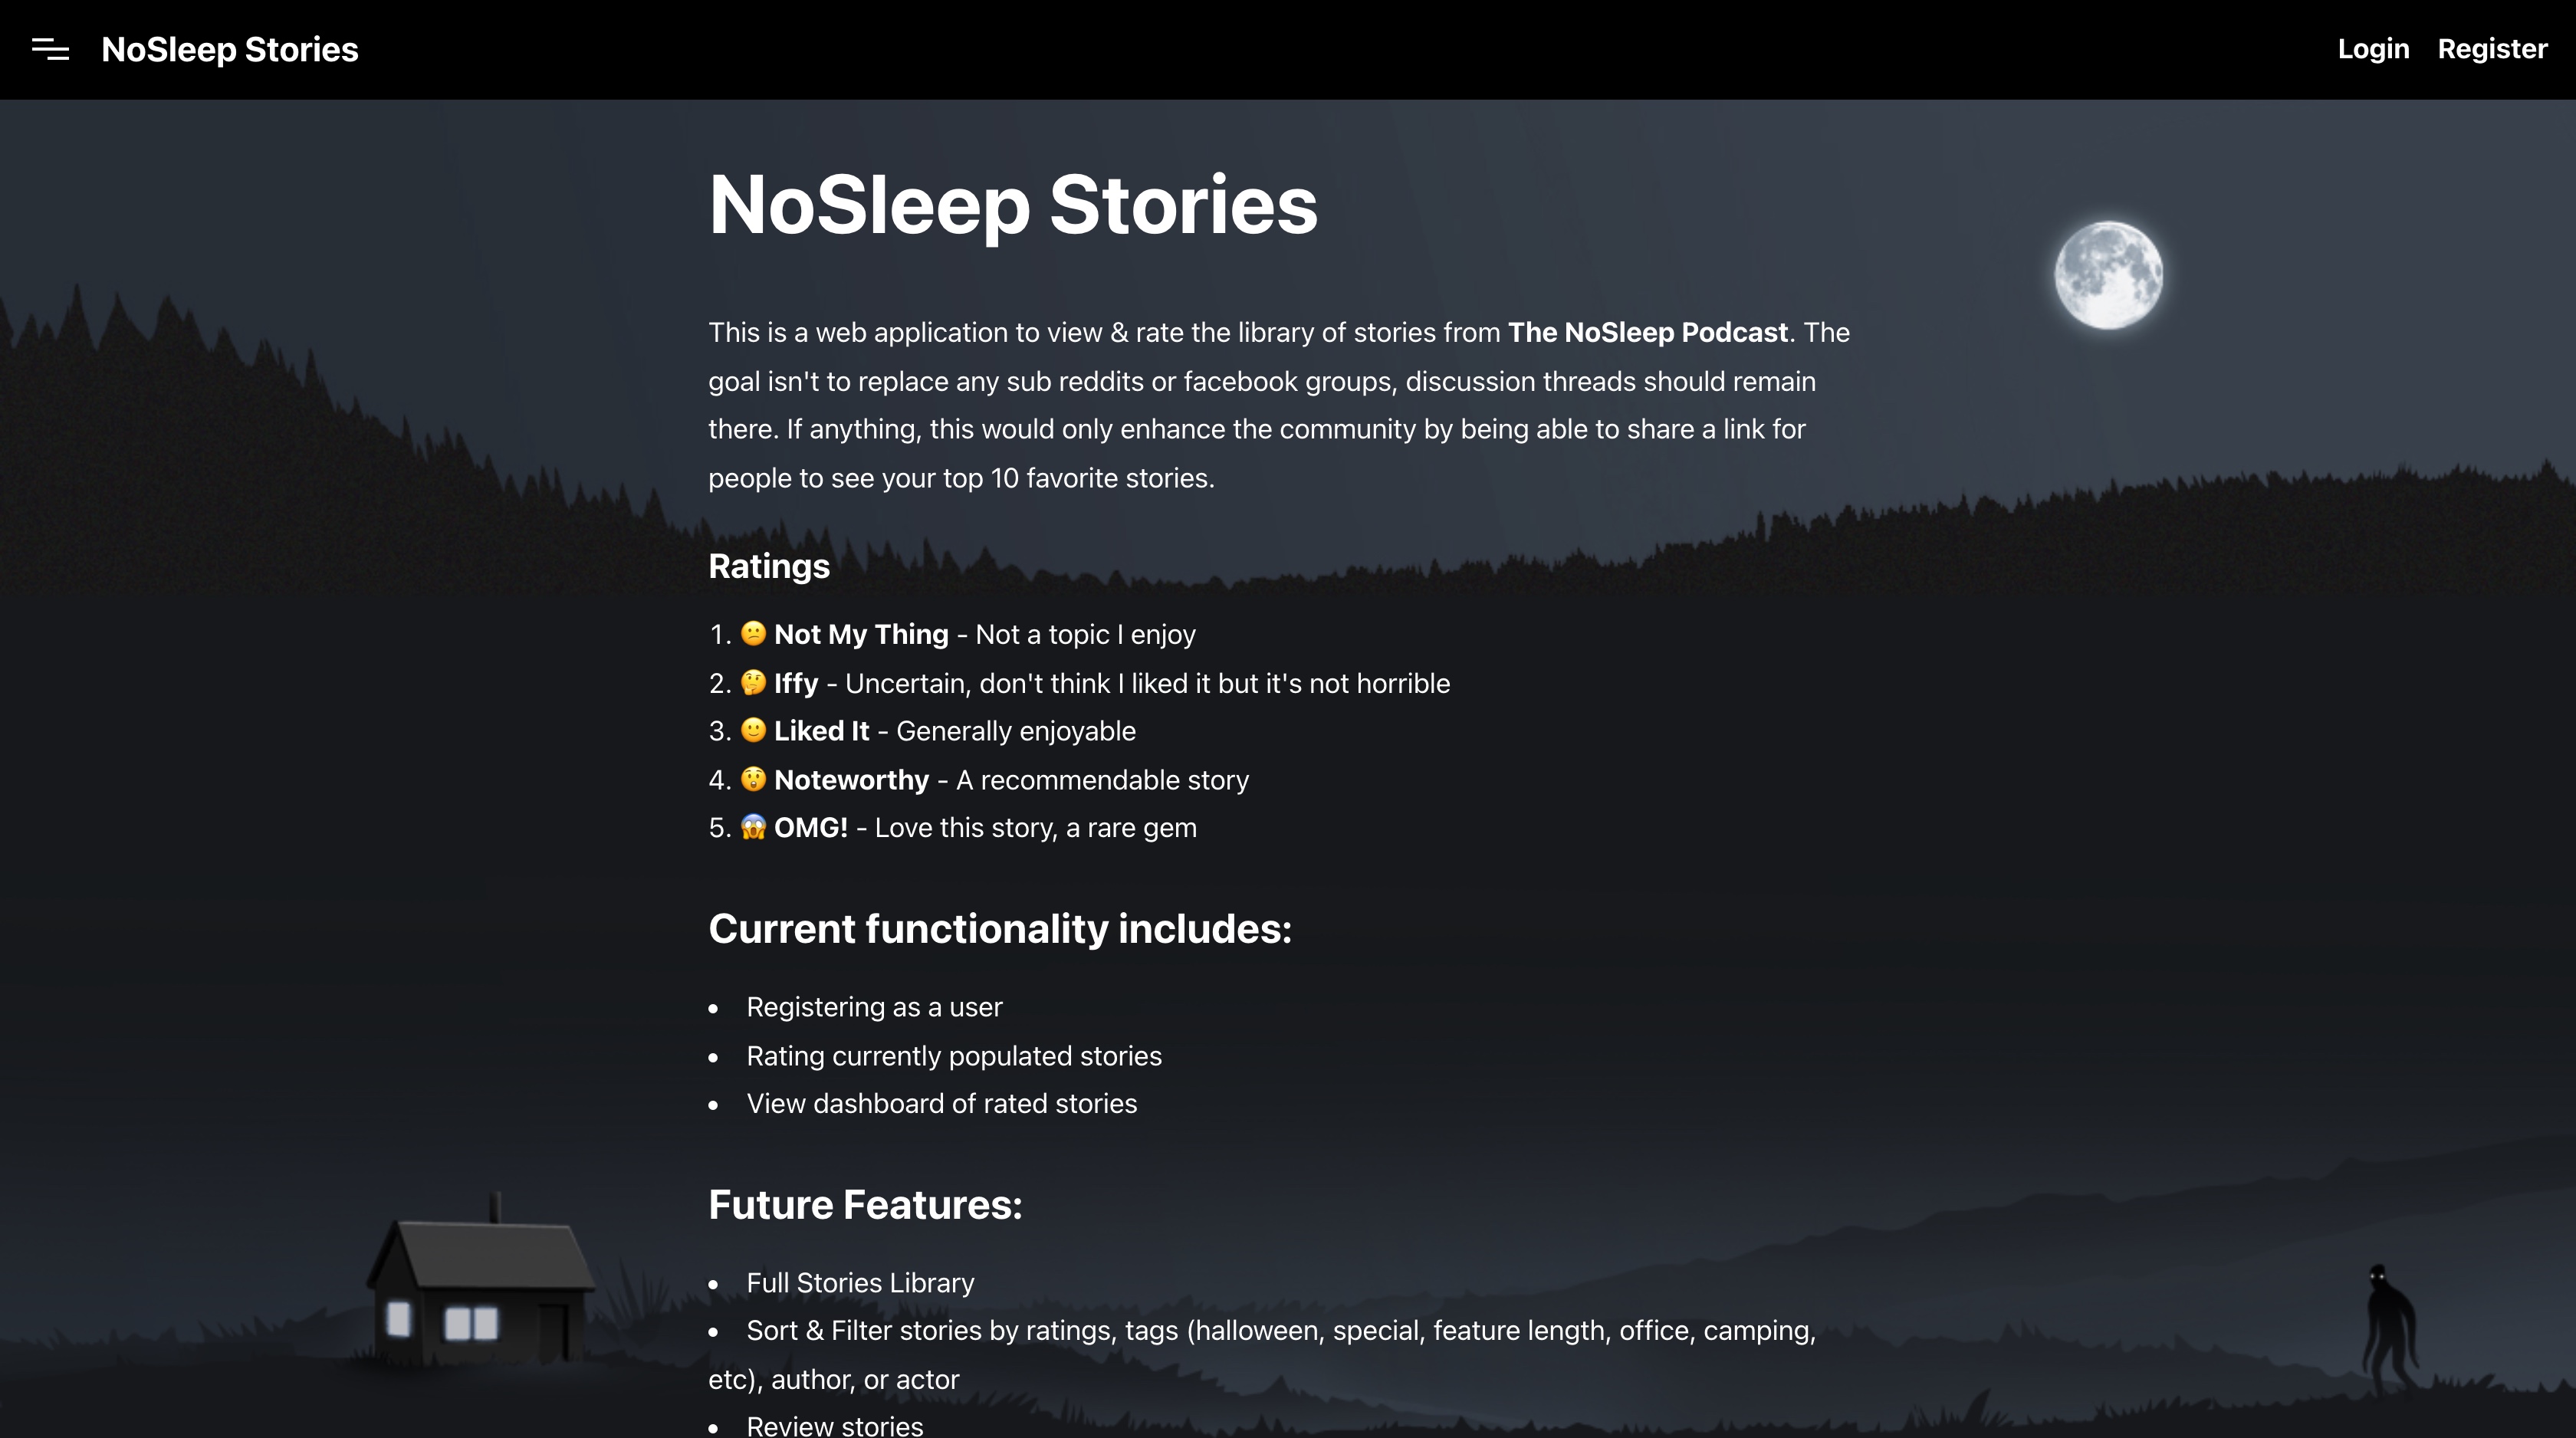 NoSleep Stories
Login Register
NoSleep Stories
This is a web application to view & rate the library of stories from The NoSleep Podcast. The
goal isn't to replace any sub reddits or facebook groups, discussion threads should remain
there. If anything, this would only enhance the community by being able to share a link for
people to see your top 10 favorite stories.
Ratings
1. 😕 Not My Thing - Not a topic I enjoy
2. 🤔 Iffy - Uncertain, don't think I liked it but it's not horrible
3. 🙂 Liked It - Generally enjoyable
4. 😲 Noteworthy - A recommendable story
5. 😱 OMG! - Love this story, a rare gem
Current functionality includes:
• Registering as a user
• Rating currently populated stories
• View dashboard of rated stories
Future Features:
• Full Stories Library
• Sort & Filter stories by ratings, tags (halloween, special, feature length, office, camping,
etc), author, or actor
• Review stories